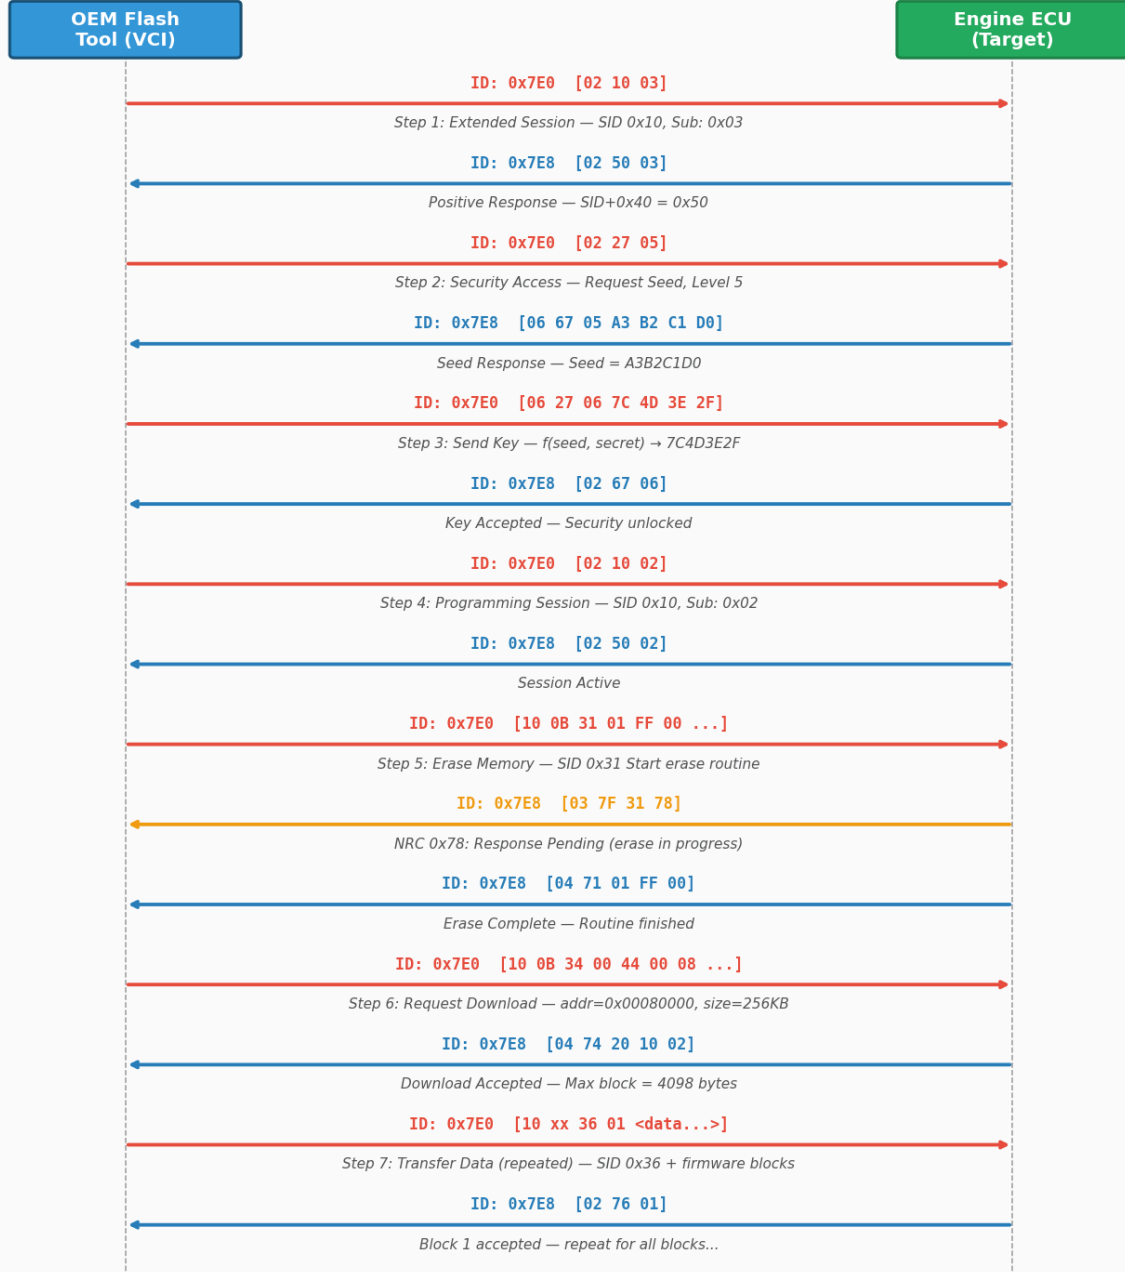 OEM Flash
Tool (VCI)
Engine ECU
(Target)
ID: 0x7E0  [02 10 03]
Step 1: Extended Session — SID 0x10, Sub: 0x03
ID: 0x7E8  [02 50 03]
Positive Response — SID+0x40 = 0x50
ID: 0x7E0  [02 27 05]
Step 2: Security Access — Request Seed, Level 5
ID: 0x7E8  [06 67 05 A3 B2 C1 D0]
Seed Response — Seed = A3B2C1D0
ID: 0x7E0  [06 27 06 7C 4D 3E 2F]
Step 3: Send Key — f(seed, secret) → 7C4D3E2F
ID: 0x7E8  [02 67 06]
Key Accepted — Security unlocked
ID: 0x7E0  [02 10 02]
Step 4: Programming Session — SID 0x10, Sub: 0x02
ID: 0x7E8  [02 50 02]
Session Active
ID: 0x7E0  [10 0B 31 01 FF 00 ...]
Step 5: Erase Memory — SID 0x31 Start erase routine
ID: 0x7E8  [03 7F 31 78]
NRC 0x78: Response Pending (erase in progress)
ID: 0x7E8  [04 71 01 FF 00]
Erase Complete — Routine finished
ID: 0x7E0  [10 0B 34 00 44 00 08 ...]
Step 6: Request Download — addr=0x00080000, size=256KB
ID: 0x7E8  [04 74 20 10 02]
Download Accepted — Max block = 4098 bytes
ID: 0x7E0  [10 xx 36 01 <data...>]
Step 7: Transfer Data (repeated) — SID 0x36 + firmware blocks
ID: 0x7E8  [02 76 01]
Block 1 accepted — repeat for all blocks...